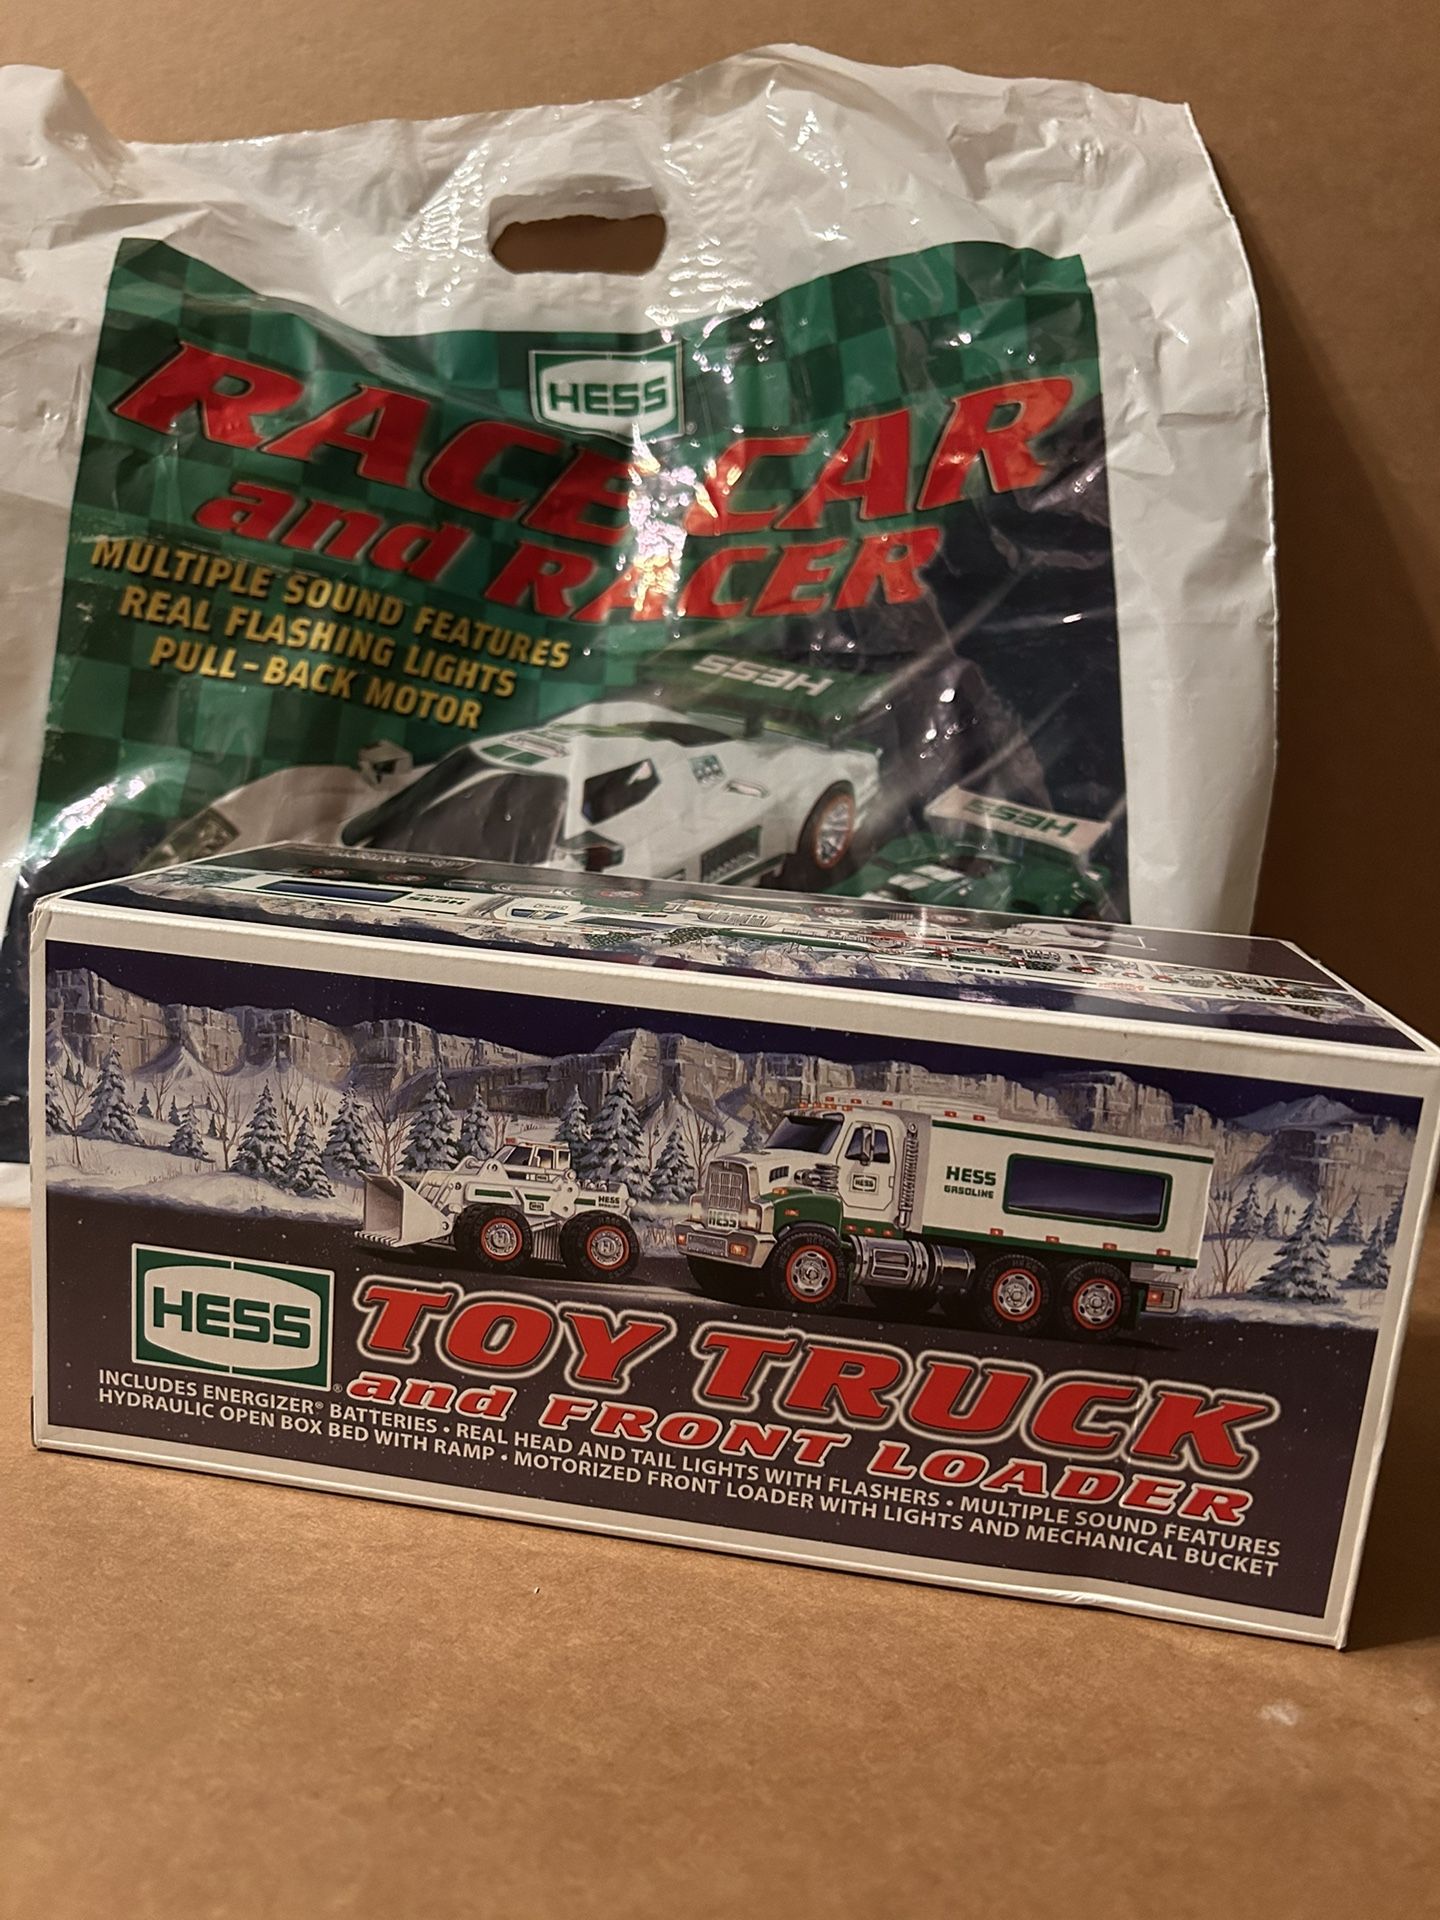 HESS
RACE CAR
and RACER
MULTIPLE SOUND FEATURES
REAL FLASHING LIGHTS
PULL-BACK MOTOR
HESS
HESS
HESS
GASOLINE
HESS
HESS
HESS
HESS
TOY TRUCK
and FRONT LOADER
INCLUDES ENERGIZER® BATTERIES • REAL HEAD AND TAIL LIGHTS WITH FLASHERS • MULTIPLE SOUND FEATURES
HYDRAULIC OPEN BOX BED WITH RAMP • MOTORIZED FRONT LOADER WITH LIGHTS AND MECHANICAL BUCKET